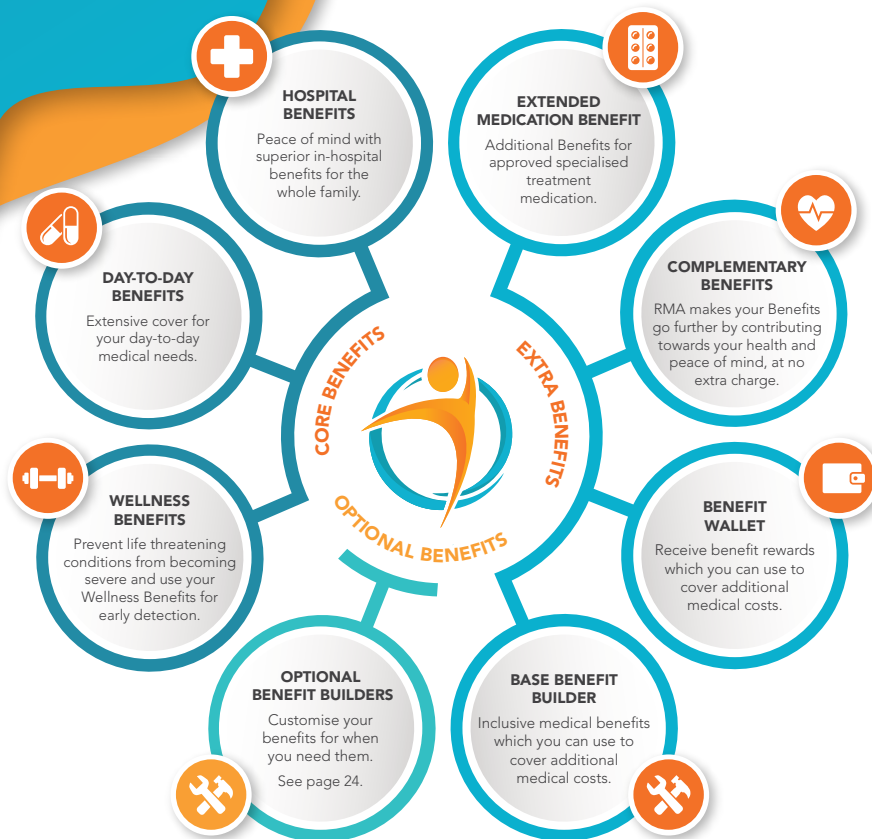 HOSPITAL
BENEFITS
Peace of mind with
superior in-hospital
benefits for the
whole family.
EXTENDED
MEDICATION BENEFIT
Additional Benefits for
approved specialised
treatment
medication.
DAY-TO-DAY
BENEFITS
Extensive cover for
your day-to-day
medical needs.
COMPLEMENTARY
BENEFITS
RMA makes your Benefits
go further by contributing
towards your health and
peace of mind, at no
extra charge.
CORE BENEFITS
EXTRA BENEFITS
OPTIONAL BENEFITS
WELLNESS
BENEFITS
Prevent life threatening
conditions from becoming
severe and use your
Wellness Benefits for
early detection.
BENEFIT
WALLET
Receive benefit rewards
which you can use to
cover additional
medical costs.
OPTIONAL
BENEFIT BUILDERS
Customise your
benefits for when
you need them.
See page 24.
BASE BENEFIT
BUILDER
Inclusive medical benefits
which you can use to
cover additional
medical costs.